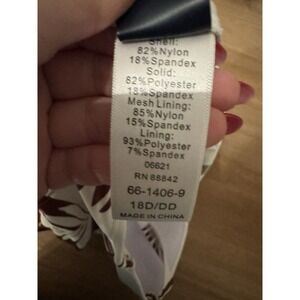 Shell:
82%Nylon
18%Spandex
Solid:
82%Polyester
18%Spandex
Mesh Lining:
85%Nylon
15%Spandex
Lining:
93%Polyester
7%Spandex
06621
RN 88842
66-1406-9
18D/DD
MADE IN CHINA